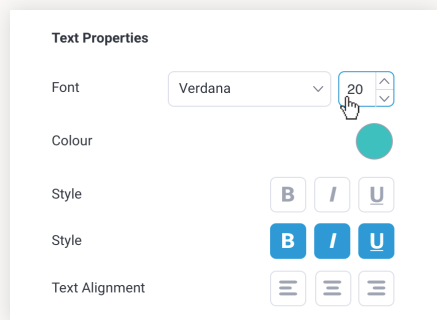 Text Properties
Font Verdana 20
Colour
Style B I U
Style B I U
Text Alignment